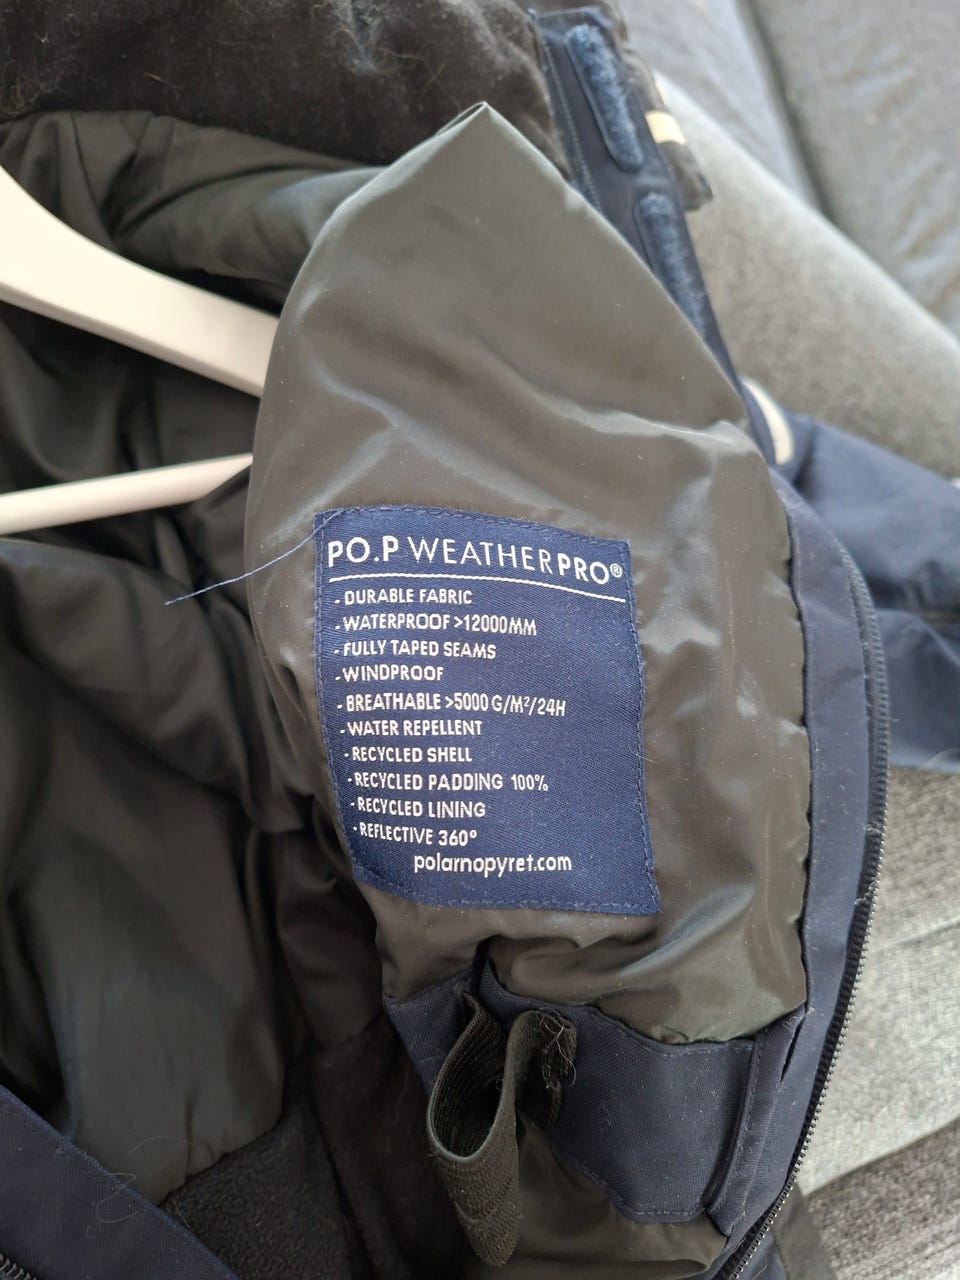 PO.P WEATHERPRO®
- DURABLE FABRIC
- WATERPROOF >12000MM
- FULLY TAPED SEAMS
- WINDPROOF
- BREATHABLE >5000 G/M²/24H
- WATER REPELLENT
- RECYCLED SHELL
- RECYCLED PADDING 100%
- RECYCLED LINING
- REFLECTIVE 360°
polarnopyret.com